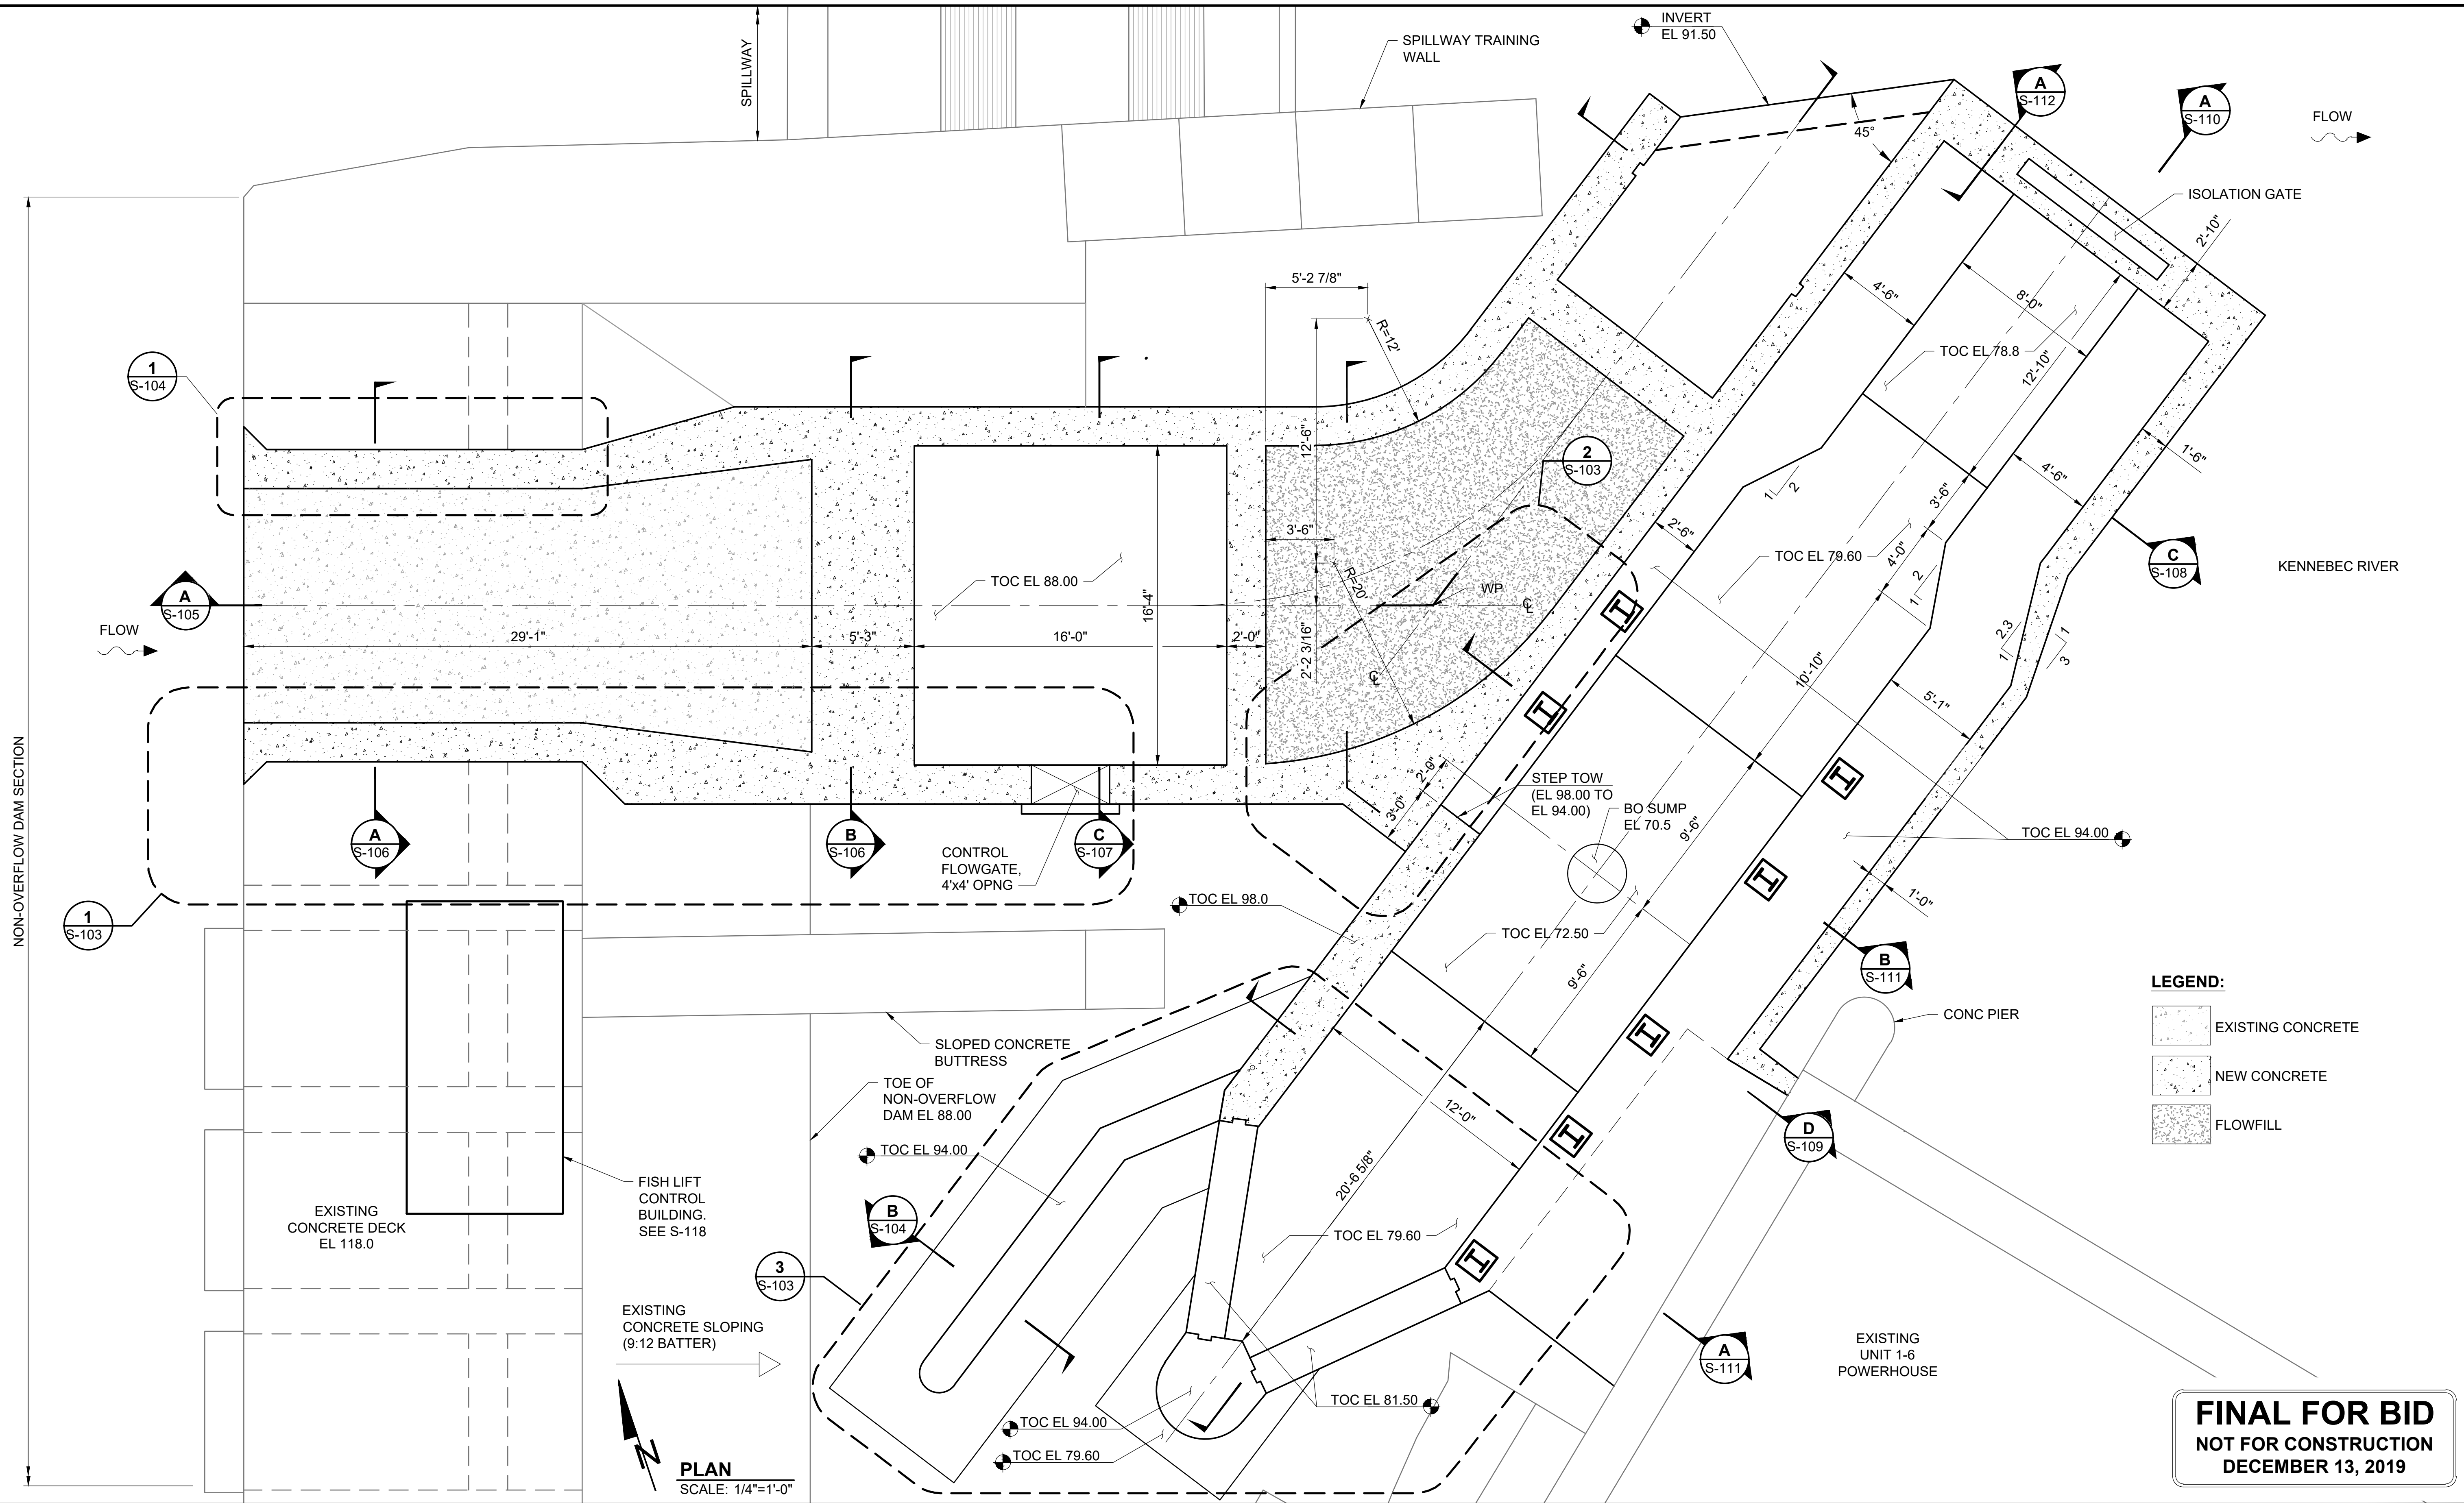 SPILLWAY
SPILLWAY TRAINING
WALL
INVERT
EL 91.50
A
S-112
A
S-110
FLOW
45°
ISOLATION GATE
2'-10"
5'-2 7/8"
R=12'
4'-6"
8'-0"
TOC EL 78.8
12'-10"
1
S-104
12'-6"
2
S-103
1'-6"
4'-6"
3'-6"
1
2
3'-6"
2'-6"
TOC EL 79.60
4'-0"
C
S-108
KENNEBEC RIVER
A
S-105
TOC EL 88.00
16'-4"
R=20'
WP
℄
2
1
FLOW
29'-1"
5'-3"
16'-0"
2'-0"
2'-2 3/16"
℄
10'-10"
2.3
1
1
3
5'-1"
NON-OVERFLOW DAM SECTION
A
S-106
B
S-106
C
S-107
CONTROL
FLOWGATE,
4'x4' OPNG
2'-0"
3'-0"
STEP TOW
(EL 98.00 TO
EL 94.00)
BO SUMP
EL 70.5
9'-6"
TOC EL 94.00
1'-0"
1
S-103
TOC EL 98.0
TOC EL 72.50
9'-6"
B
S-111
CONC PIER
LEGEND:
EXISTING CONCRETE
NEW CONCRETE
FLOWFILL
SLOPED CONCRETE
BUTTRESS
TOE OF
NON-OVERFLOW
DAM EL 88.00
TOC EL 94.00
12'-0"
D
S-109
20'-6 5/8"
FISH LIFT
CONTROL
BUILDING.
SEE S-118
EXISTING
CONCRETE DECK
EL 118.0
B
S-104
TOC EL 79.60
3
S-103
EXISTING
CONCRETE SLOPING
(9:12 BATTER)
A
S-111
EXISTING
UNIT 1-6
POWERHOUSE
TOC EL 81.50
TOC EL 94.00
TOC EL 79.60
N
PLAN
SCALE: 1/4"=1'-0"
FINAL FOR BID
NOT FOR CONSTRUCTION
DECEMBER 13, 2019